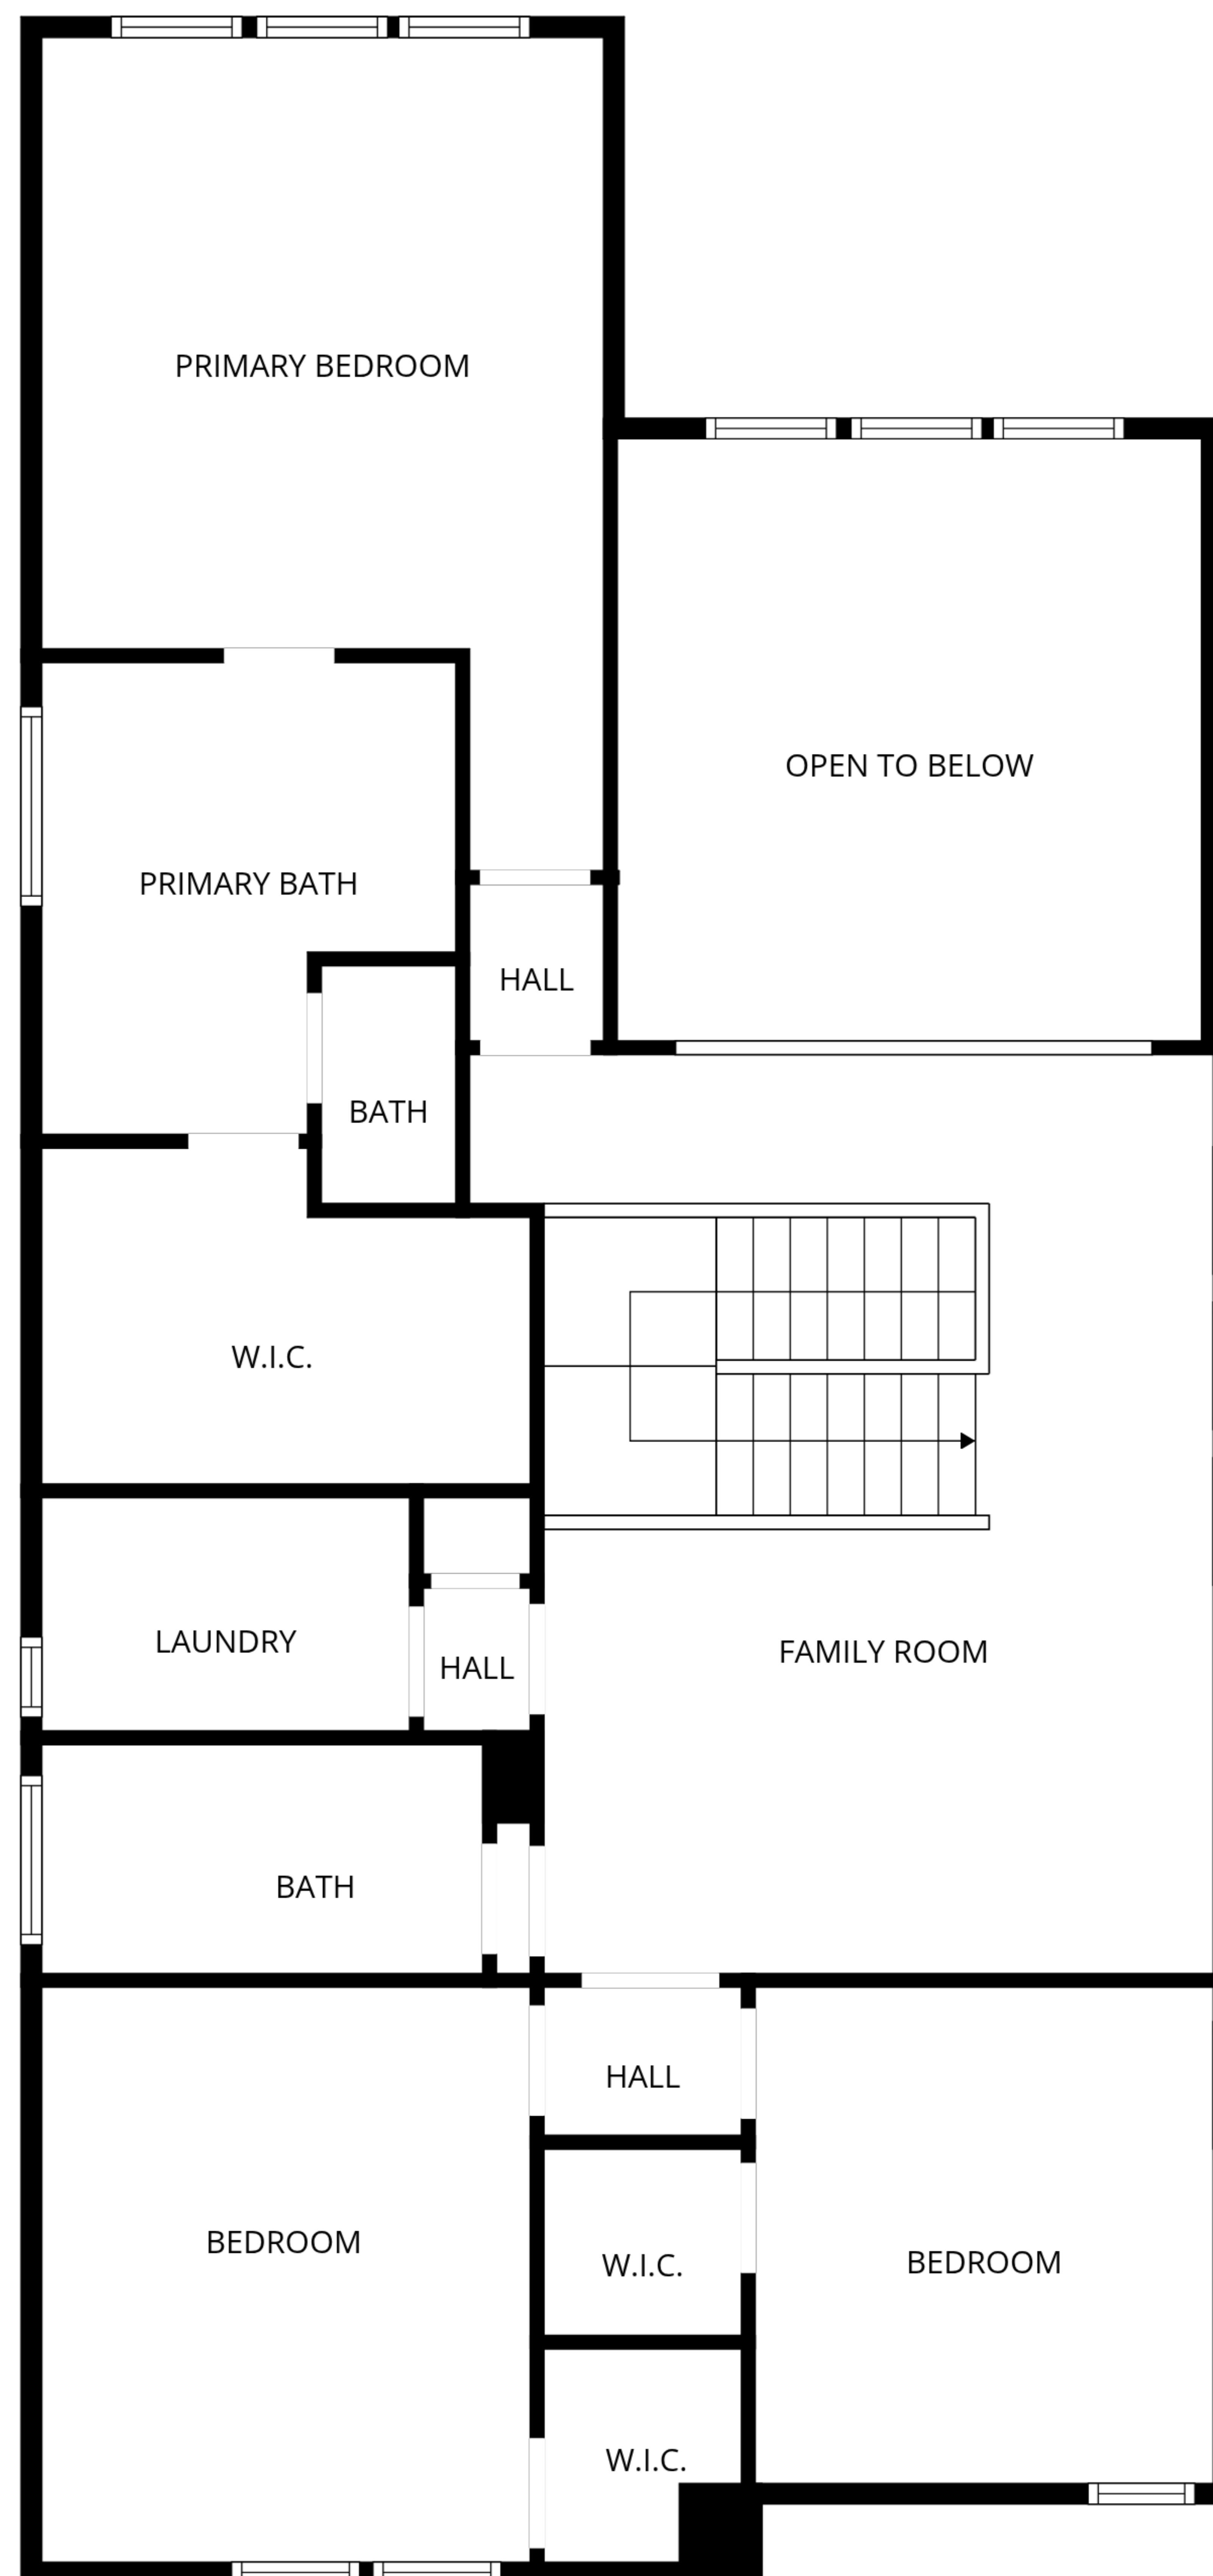 PRIMARY BEDROOM
OPEN TO BELOW
PRIMARY BATH
HALL
BATH
W.I.C.
LAUNDRY
HALL
FAMILY ROOM
BATH
HALL
BEDROOM
W.I.C.
BEDROOM
W.I.C.